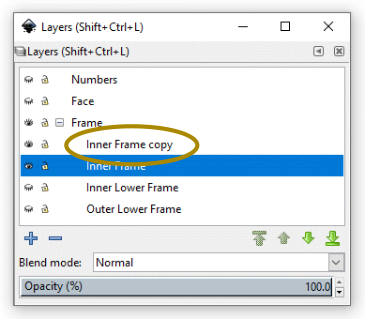 Layers (Shift+Ctrl+L)
Layers (Shift+Ctrl+L)
Numbers
Face
Frame
Inner Frame copy
Inner Frame
Inner Lower Frame
Outer Lower Frame
Blend mode: Normal
Opacity (%) 100.0